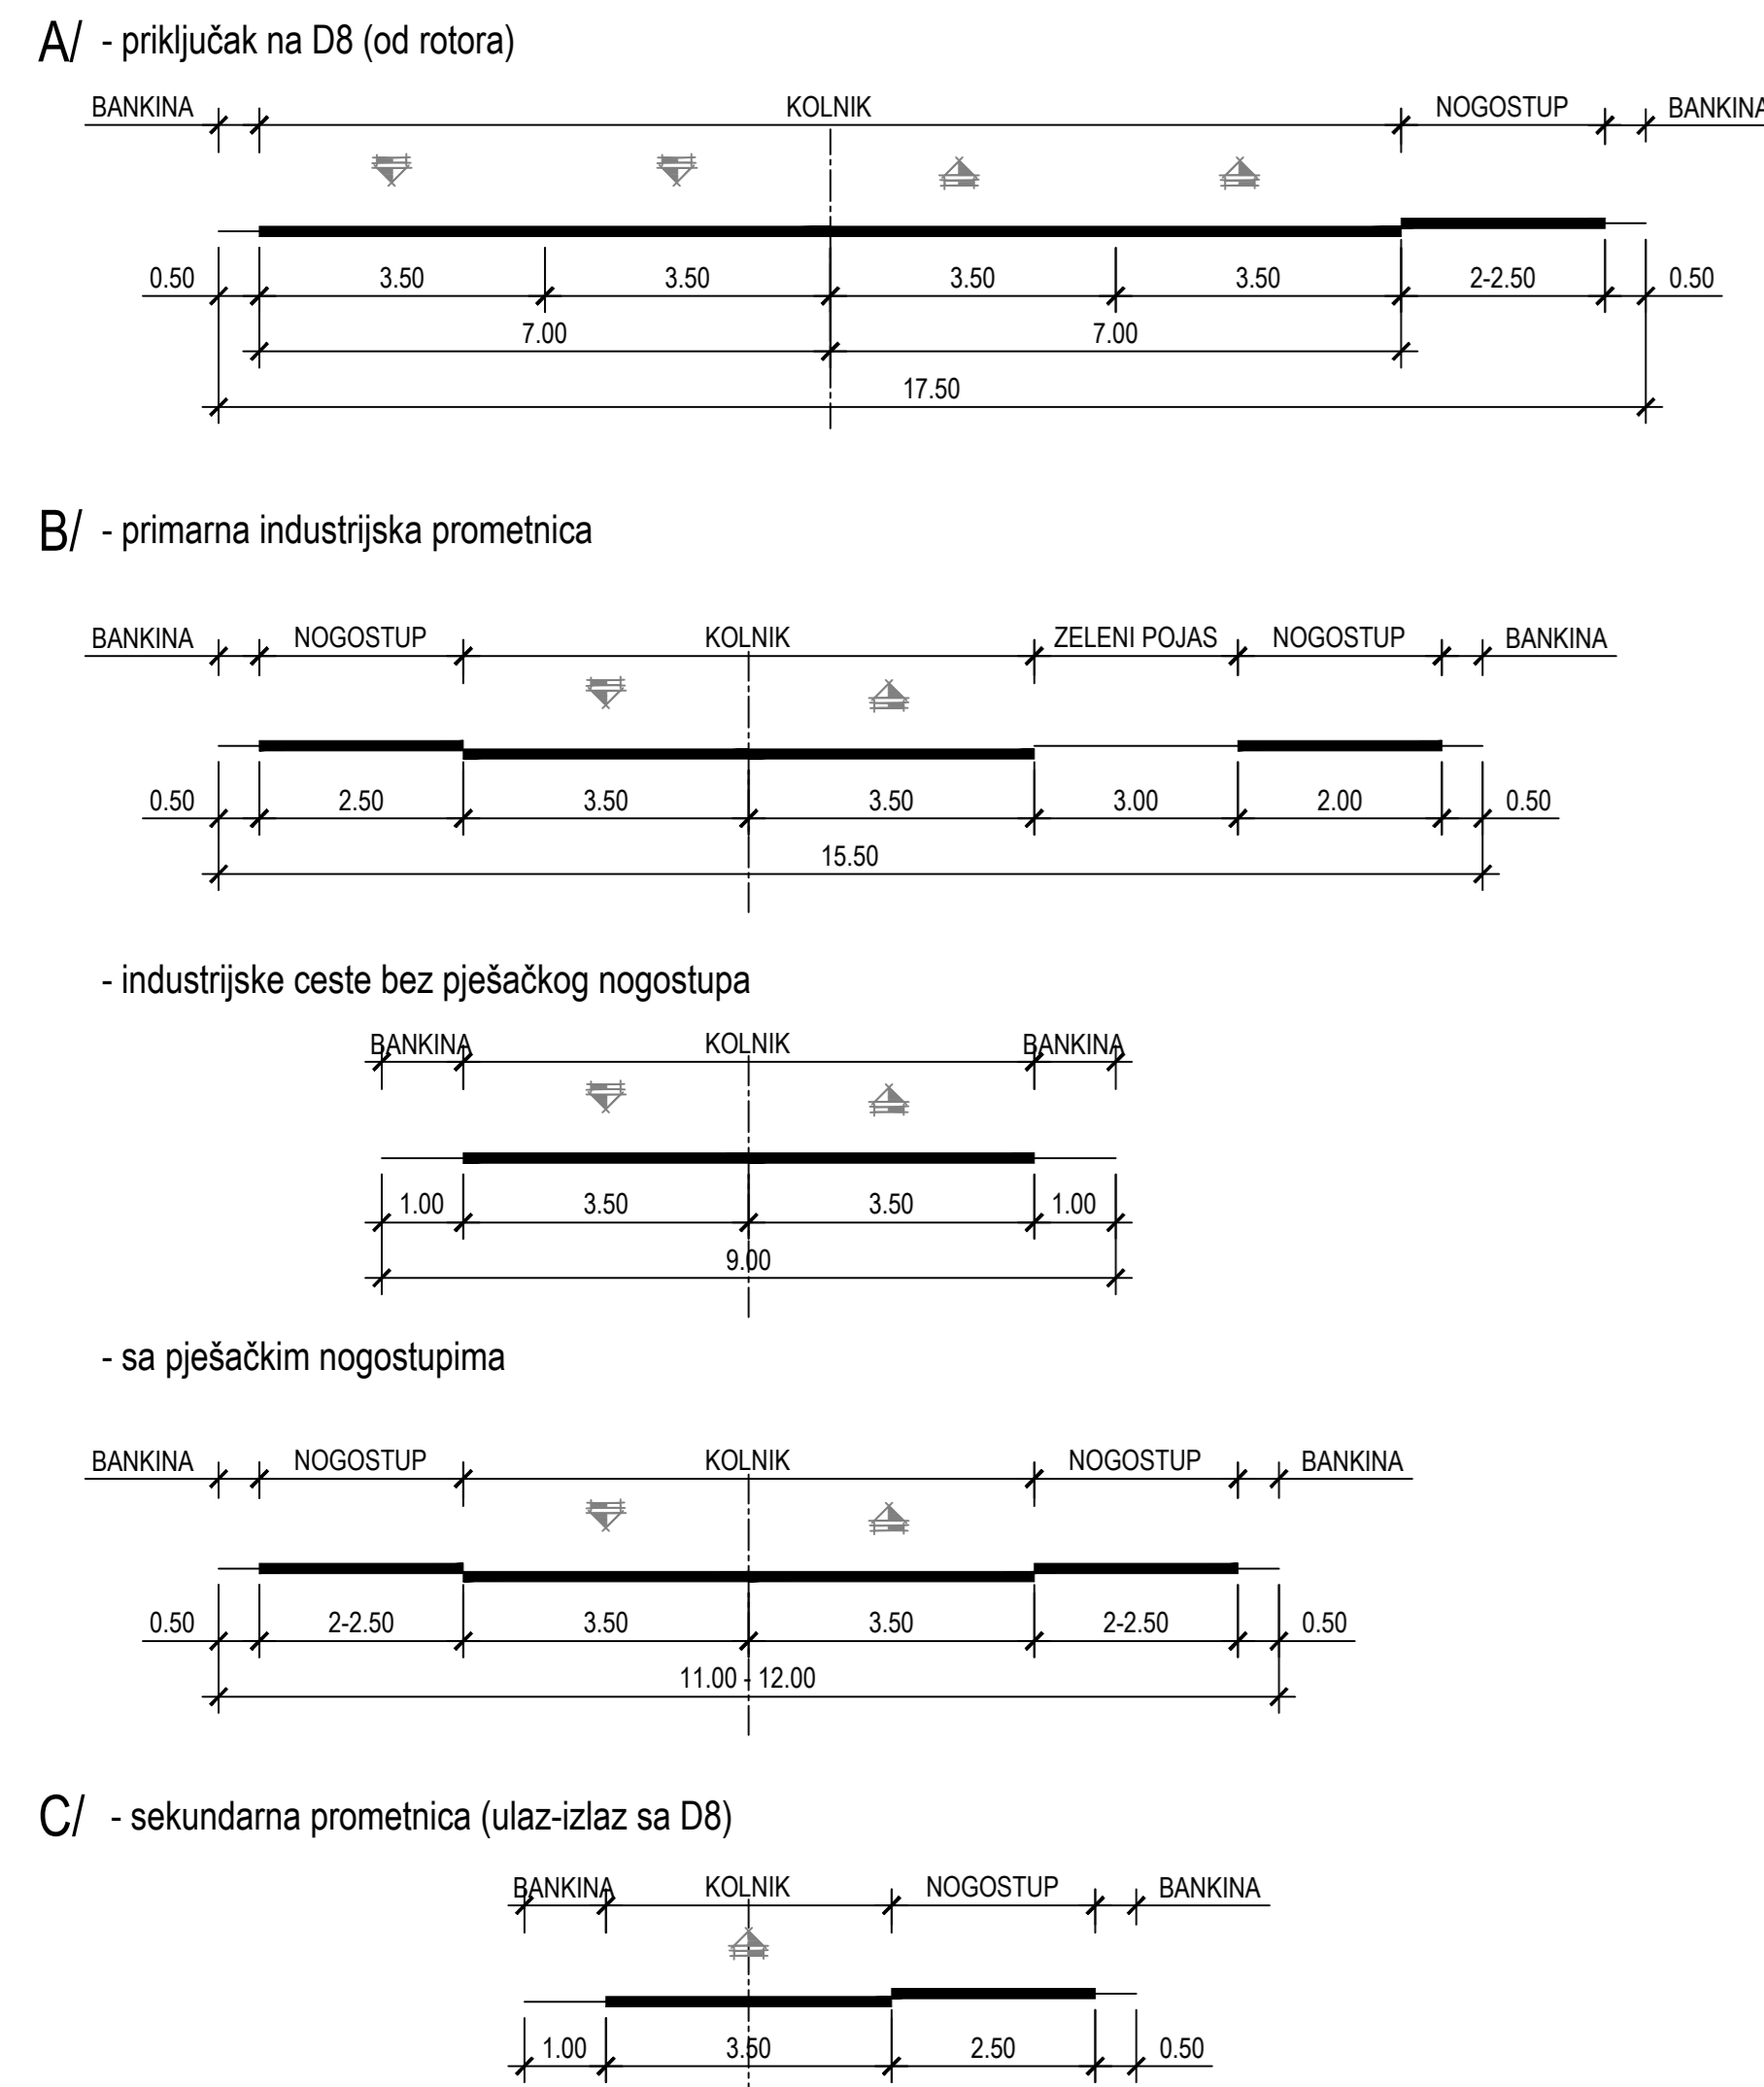 A/ - priključak na D8 (od rotora)
BANKINA KOLNIK NOGOSTUP BANKINA
0.50 3.50 3.50 3.50 3.50 2-2.50 0.50
7.00 7.00
17.50
B/ - primarna industrijska prometnica
BANKINA NOGOSTUP KOLNIK ZELENI POJAS NOGOSTUP BANKINA
0.50 2.50 3.50 3.50 3.00 2.00 0.50
15.50
- industrijske ceste bez pješačkog nogostupa
BANKINA KOLNIK BANKINA
1.00 3.50 3.50 1.00
9.00
- sa pješačkim nogostupima
BANKINA NOGOSTUP KOLNIK NOGOSTUP BANKINA
0.50 2-2.50 3.50 3.50 2-2.50 0.50
11.00 - 12.00
C/ - sekundarna prometnica (ulaz-izlaz sa D8)
BANKINA KOLNIK NOGOSTUP BANKINA
1.00 3.50 2.50 0.50